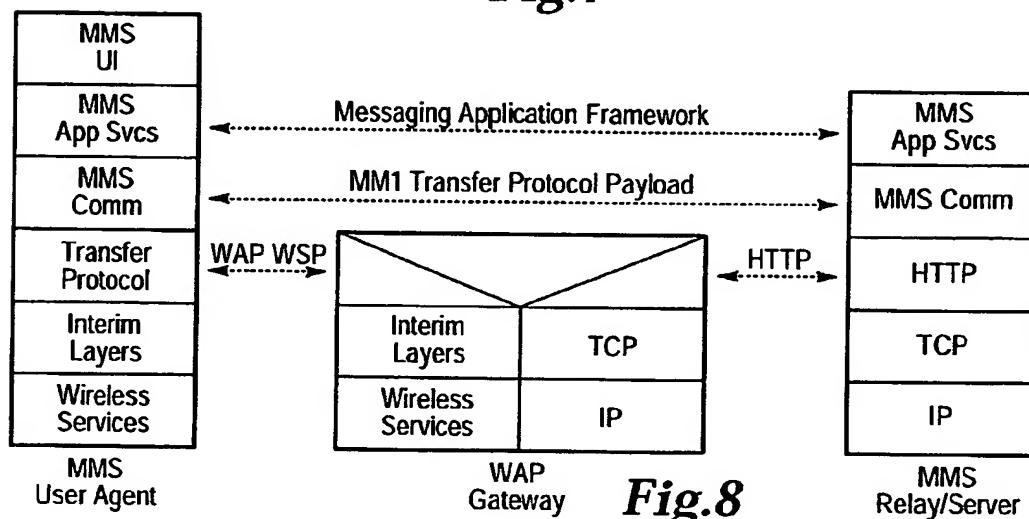 MMS
UI
MMS
App Svcs
MMS
Comm
Transfer
Protocol
Interim
Layers
Wireless
Services
MMS
User Agent
Messaging Application Framework
MM1 Transfer Protocol Payload
WAP WSP
HTTP
Interim
Layers
TCP
Wireless
Services
IP
WAP
Gateway
MMS
App Svcs
MMS Comm
HTTP
TCP
IP
MMS
Relay/Server
Fig.8